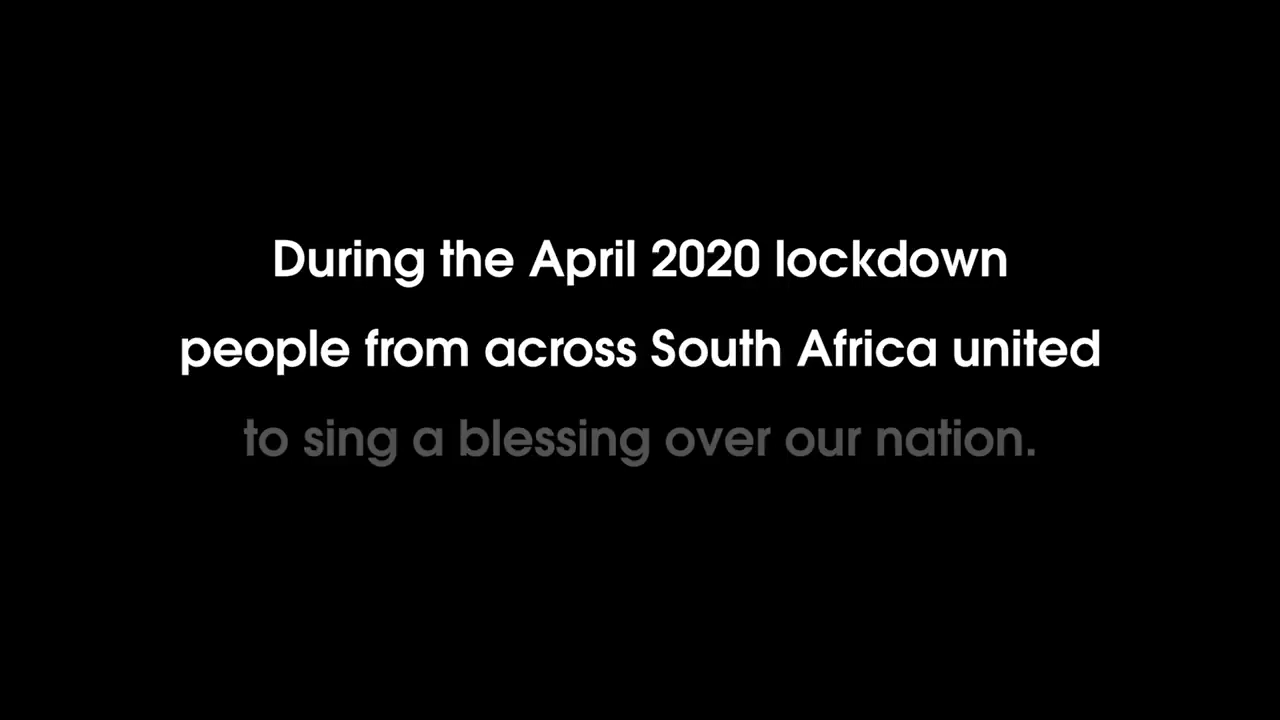 During the April 2020 lockdown
people from across South Africa united
to sing a blessing over our nation.